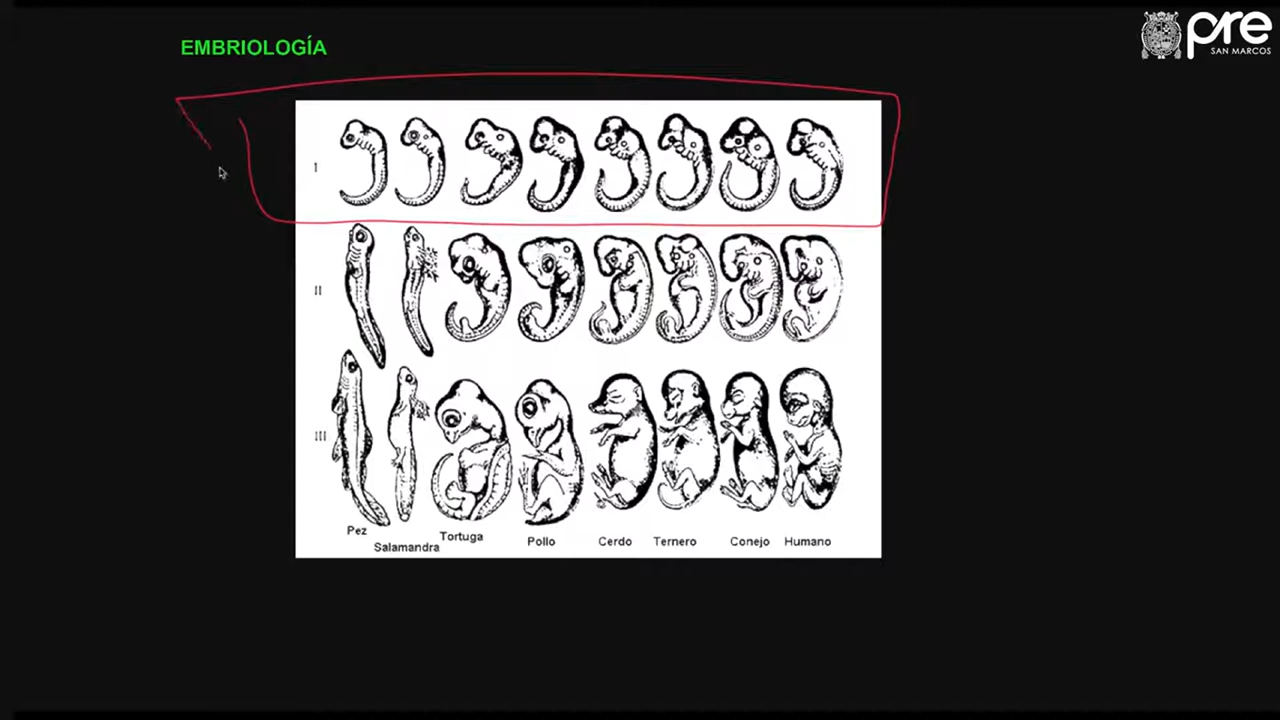 EMBRIOLOGÍA
pre
SAN MARCOS
I
II
III
Pez
Salamandra
Tortuga
Pollo
Cerdo
Ternero
Conejo
Humano